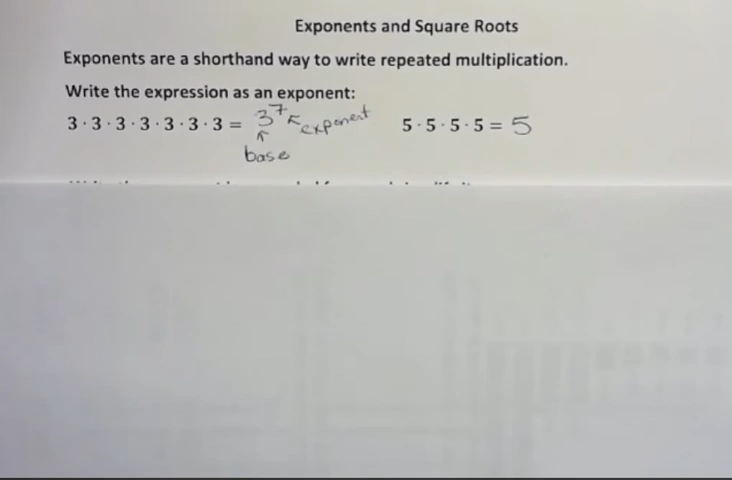 Exponents and Square Roots
Exponents are a shorthand way to write repeated multiplication.
Write the expression as an exponent:
3 · 3 · 3 · 3 · 3 · 3 · 3 = 3⁷ ↖ exponent
↑
base
5 · 5 · 5 · 5 = 5